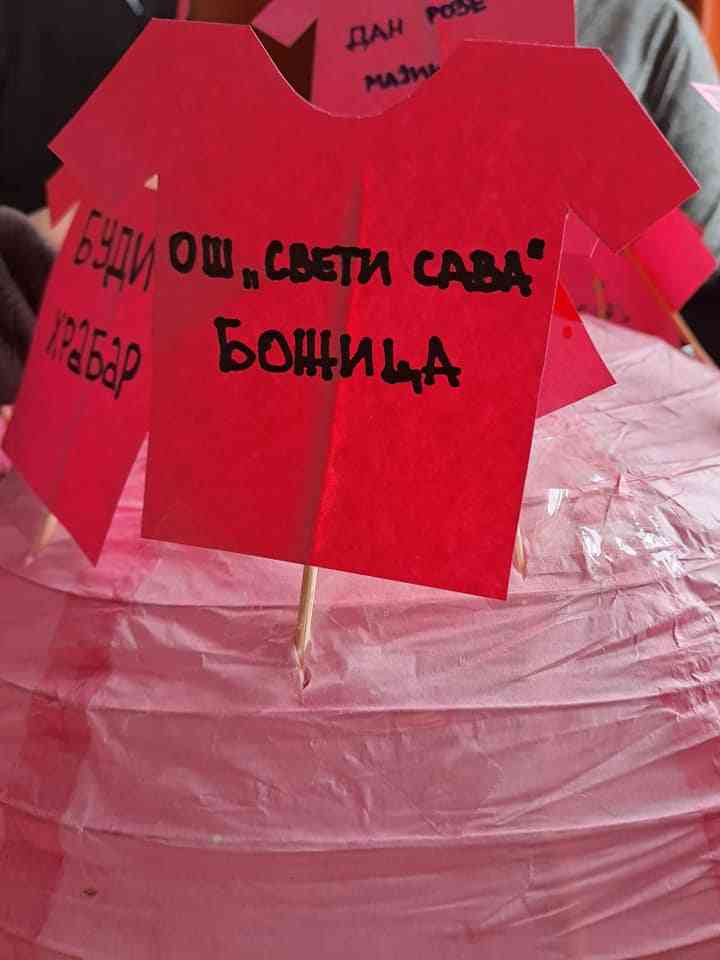 ДАН РОЗЕ
БУДИ
ХРАБАР
ОШ „СВЕТИ САВА“
БОЖИЦА